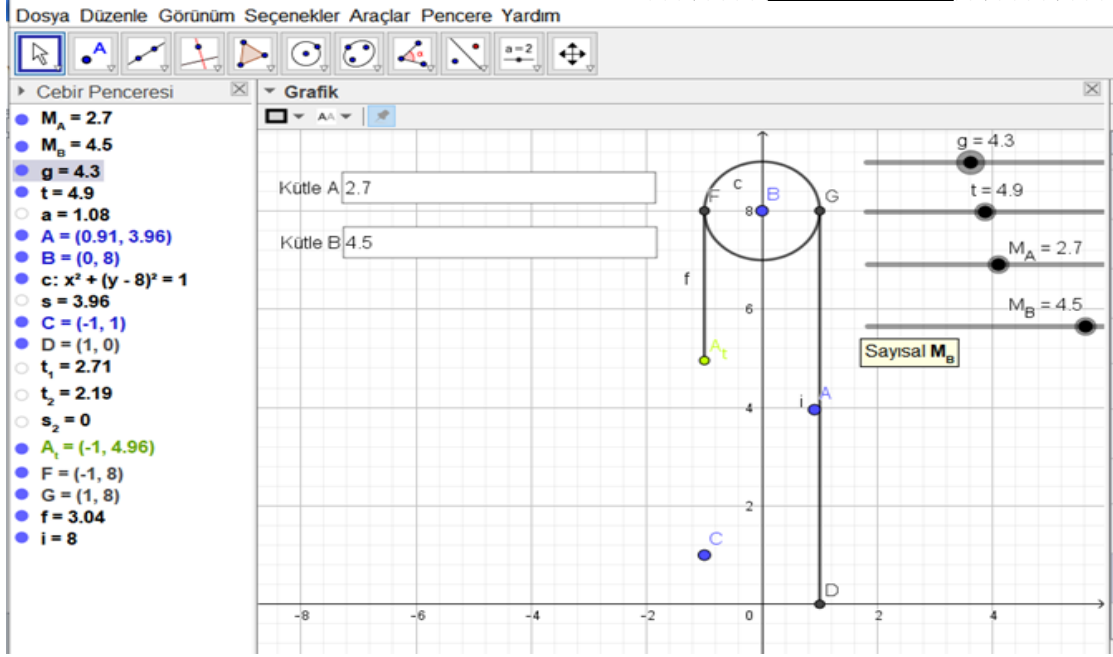 Dosya Düzenle Görünüm Seçenekler Araçlar Pencere Yardım
A
a=2
Cebir Penceresi
Grafik
AA
M_A = 2.7
M_B = 4.5
g = 4.3
t = 4.9
a = 1.08
A = (0.91, 3.96)
B = (0, 8)
c: x² + (y - 8)² = 1
s = 3.96
C = (-1, 1)
D = (1, 0)
t₁ = 2.71
t₂ = 2.19
s₂ = 0
A_t = (-1, 4.96)
F = (-1, 8)
G = (1, 8)
f = 3.04
i = 8
Kütle A 2.7
Kütle B 4.5
g = 4.3
t = 4.9
M_A = 2.7
M_B = 4.5
Sayısal M_B
c
F
B
G
8
f
6
A_t
A
i
4
2
C
D
-8 -6 -4 -2 0 2 4